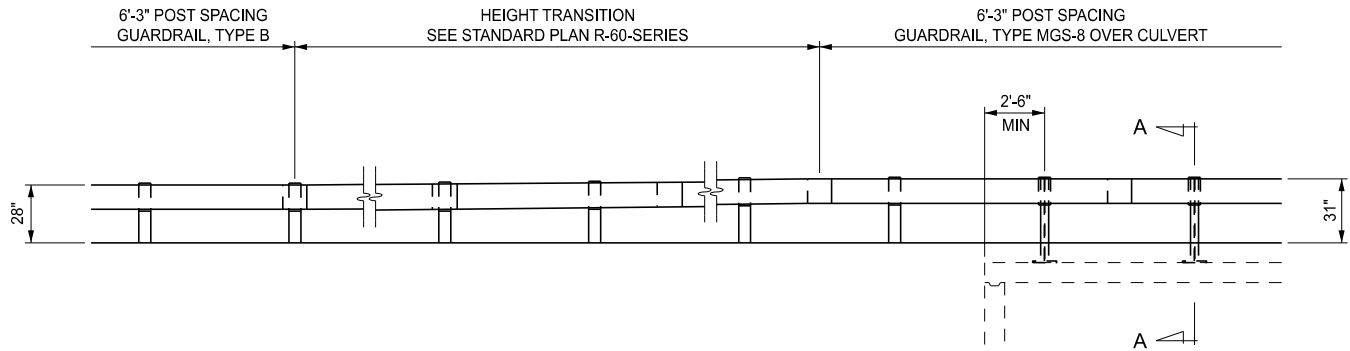 6'-3" POST SPACING
GUARDRAIL, TYPE B
HEIGHT TRANSITION
SEE STANDARD PLAN R-60-SERIES
6'-3" POST SPACING
GUARDRAIL, TYPE MGS-8 OVER CULVERT
2'-6"
MIN
A
28"
31"
A